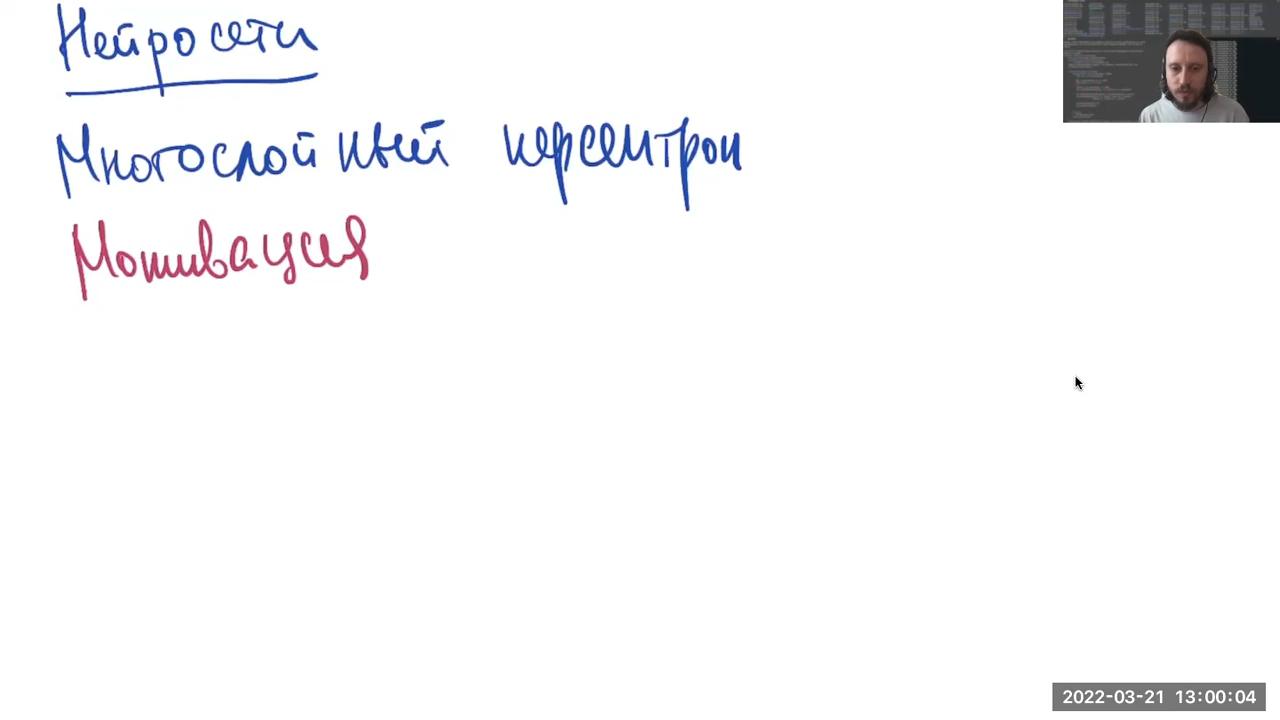 Нейросети
Многослойный персептрон
Мотивация
2022-03-21 13:00:04